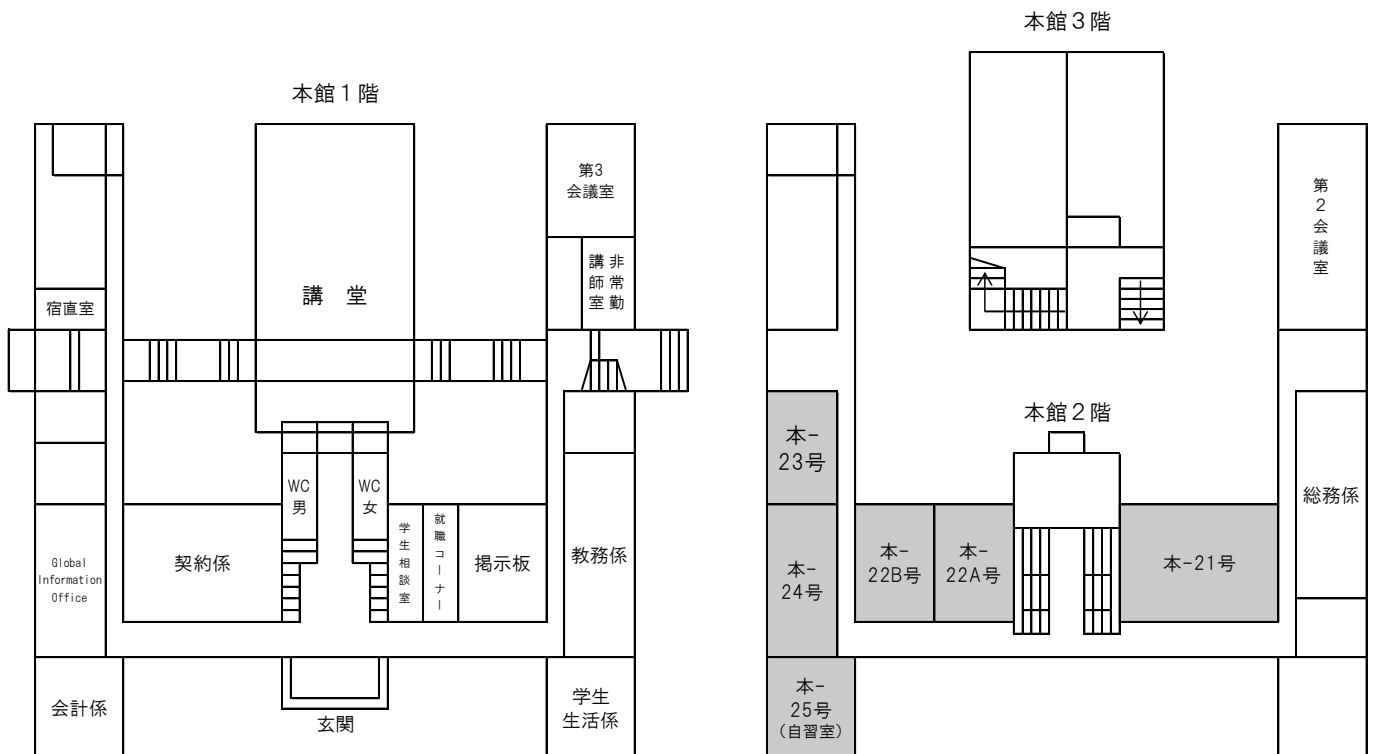 本館1階
第3
会議室
非常勤
講師室
講 堂
宿直室
WC
男
WC
女
学生相談室
就職コーナー
掲示板
教務係
契約係
Global
Information
Office
会計係
玄関
学生
生活係
本館3階
第2会議室
本館2階
本-
23号
本-
24号
本-
22B号
本-
22A号
本-21号
総務係
本-
25号
(自習室)